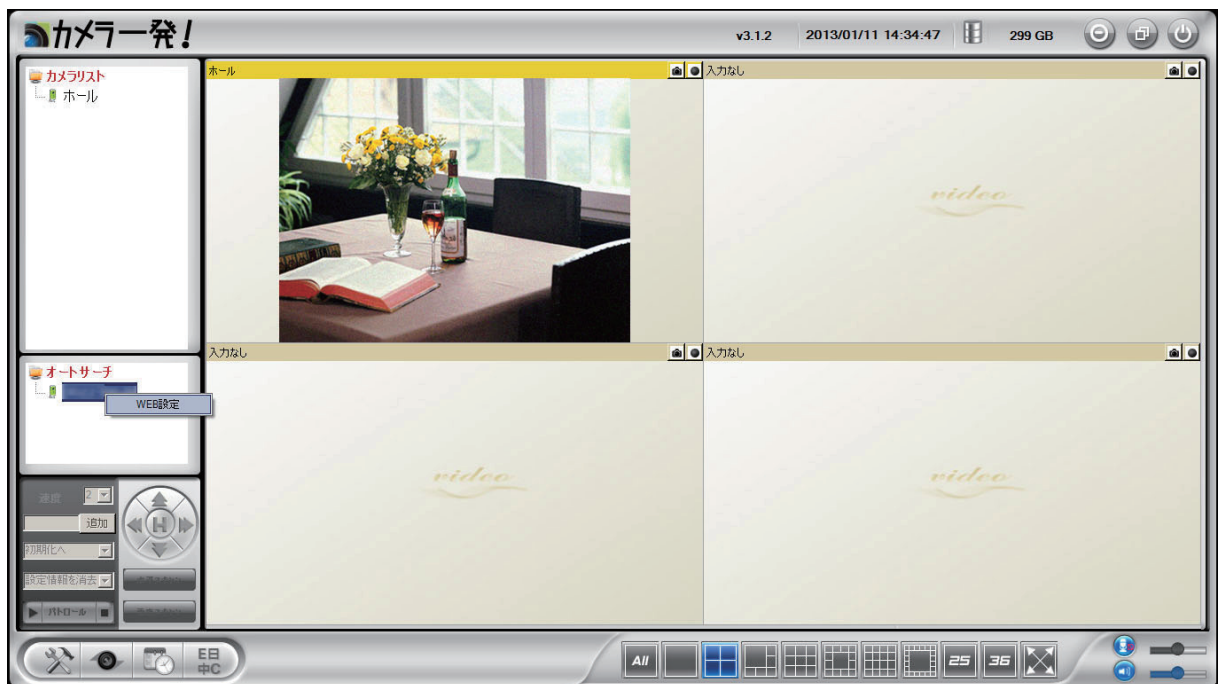 カメラ一発！
v3.1.2
2013/01/11 14:34:47
299 GB
カメラリスト
ホール
ホール
入力なし
video
オートサーチ
WEB設定
入力なし
video
入力なし
video
速度
2
追加
初期化へ
設定情報を消去
パトロール
H
EB
中C
All
25
36